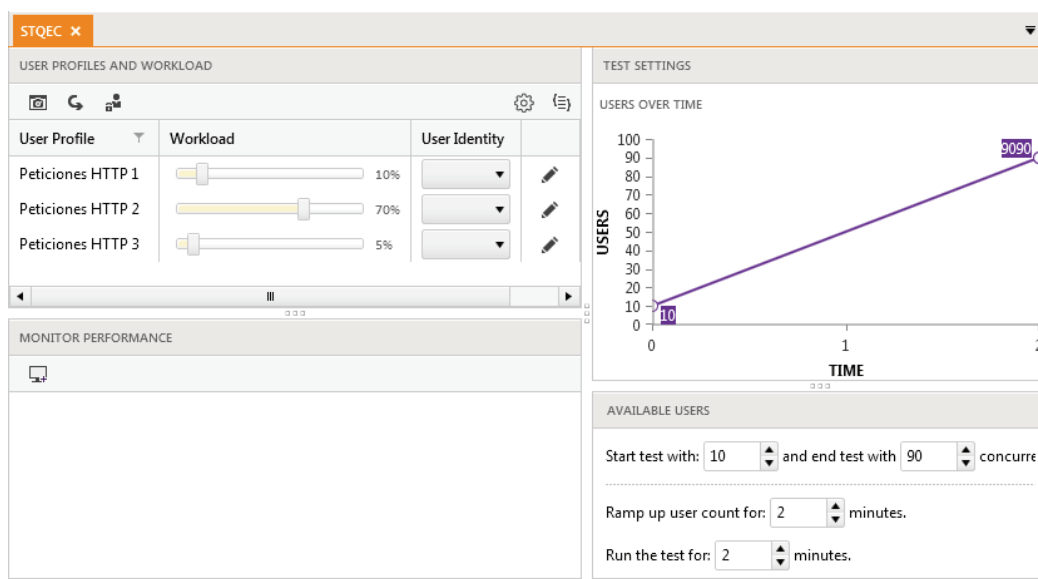 STQEC ×
USER PROFILES AND WORKLOAD
User Profile Workload User Identity
Peticiones HTTP 1 10%
Peticiones HTTP 2 70%
Peticiones HTTP 3 5%
MONITOR PERFORMANCE
TEST SETTINGS
USERS OVER TIME
100
90
80
70
60
50
40
30
20
10
0
USERS
9090
10
0 1 2
TIME
AVAILABLE USERS
Start test with: 10 and end test with 90 concurre
Ramp up user count for: 2 minutes.
Run the test for: 2 minutes.